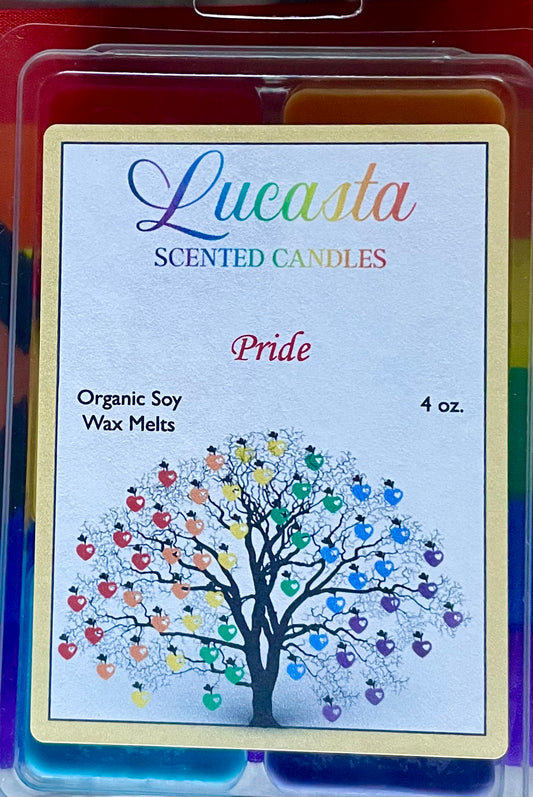 Lucasta
SCENTED CANDLES
Pride
Organic Soy
Wax Melts
4 oz.